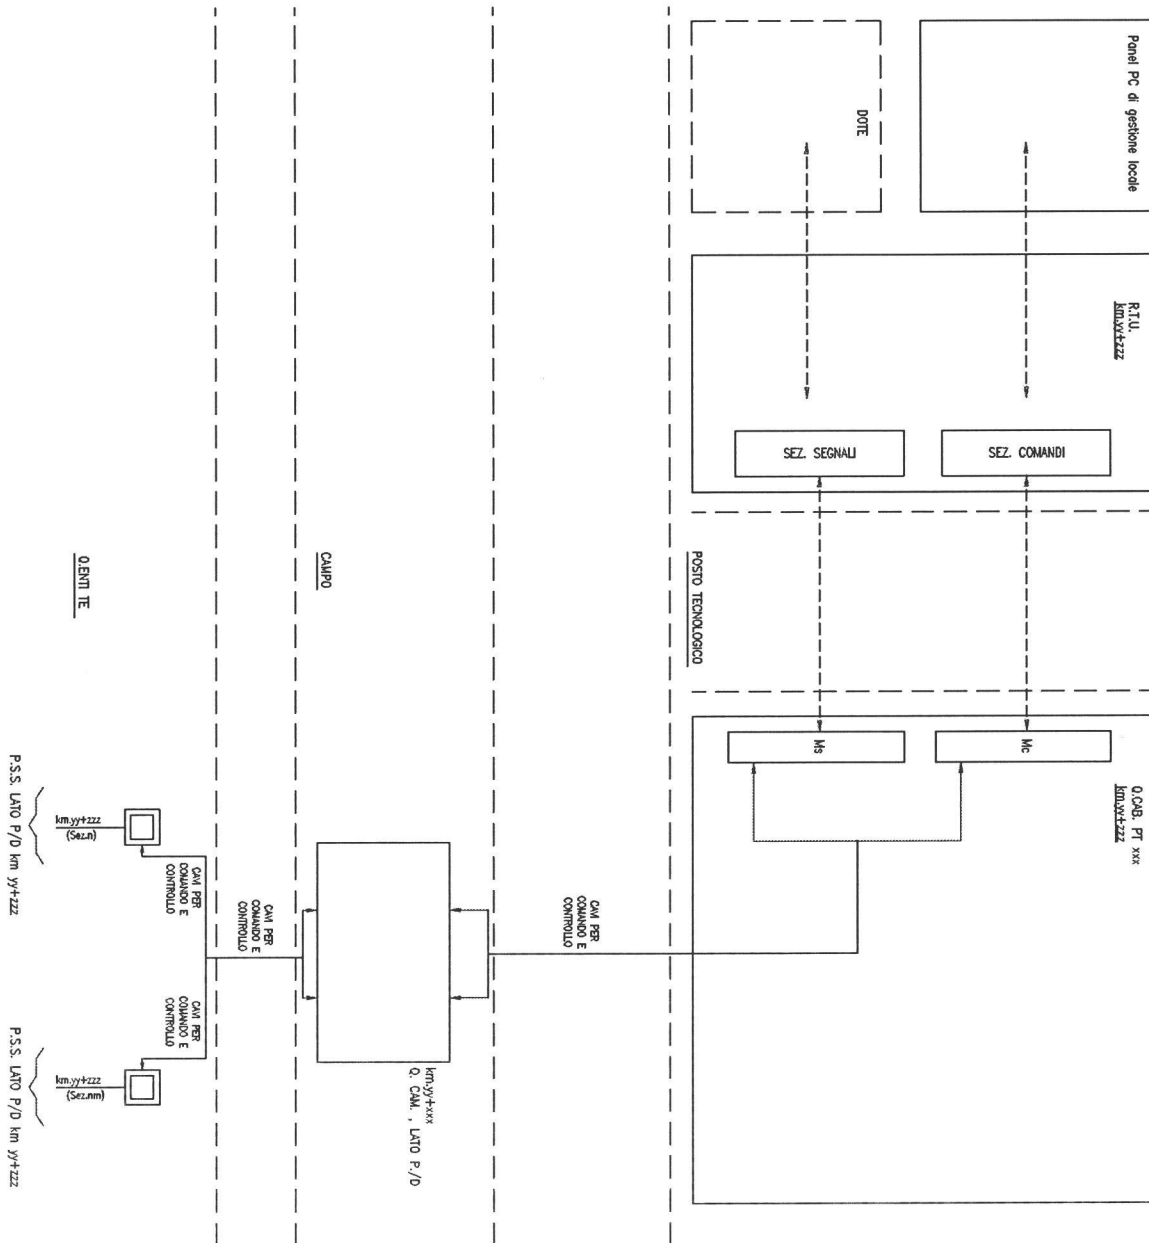 Panel PC di gestione locale
DOTE
R.T.U.
km.yy+zzz
SEZ. COMANDI
SEZ. SEGNALI
POSTO TECNOLOGICO
Q.CAB. PT xxx
km.yy+zzz
Mc
Ms
CAVI PER
COMANDO E
CONTROLLO
CAMPO
km.yy+xxx
Q. CAM. , LATO P./D
CAVI PER
COMANDO E
CONTROLLO
Q.ENTI TE
CAVI PER
COMANDO E
CONTROLLO
CAVI PER
COMANDO E
CONTROLLO
km.yy+zzz
(Sez.n)
P.S.S. LATO P/D km yy+zzz
km.yy+zzz
(Sez.nm)
P.S.S. LATO P/D km yy+zzz